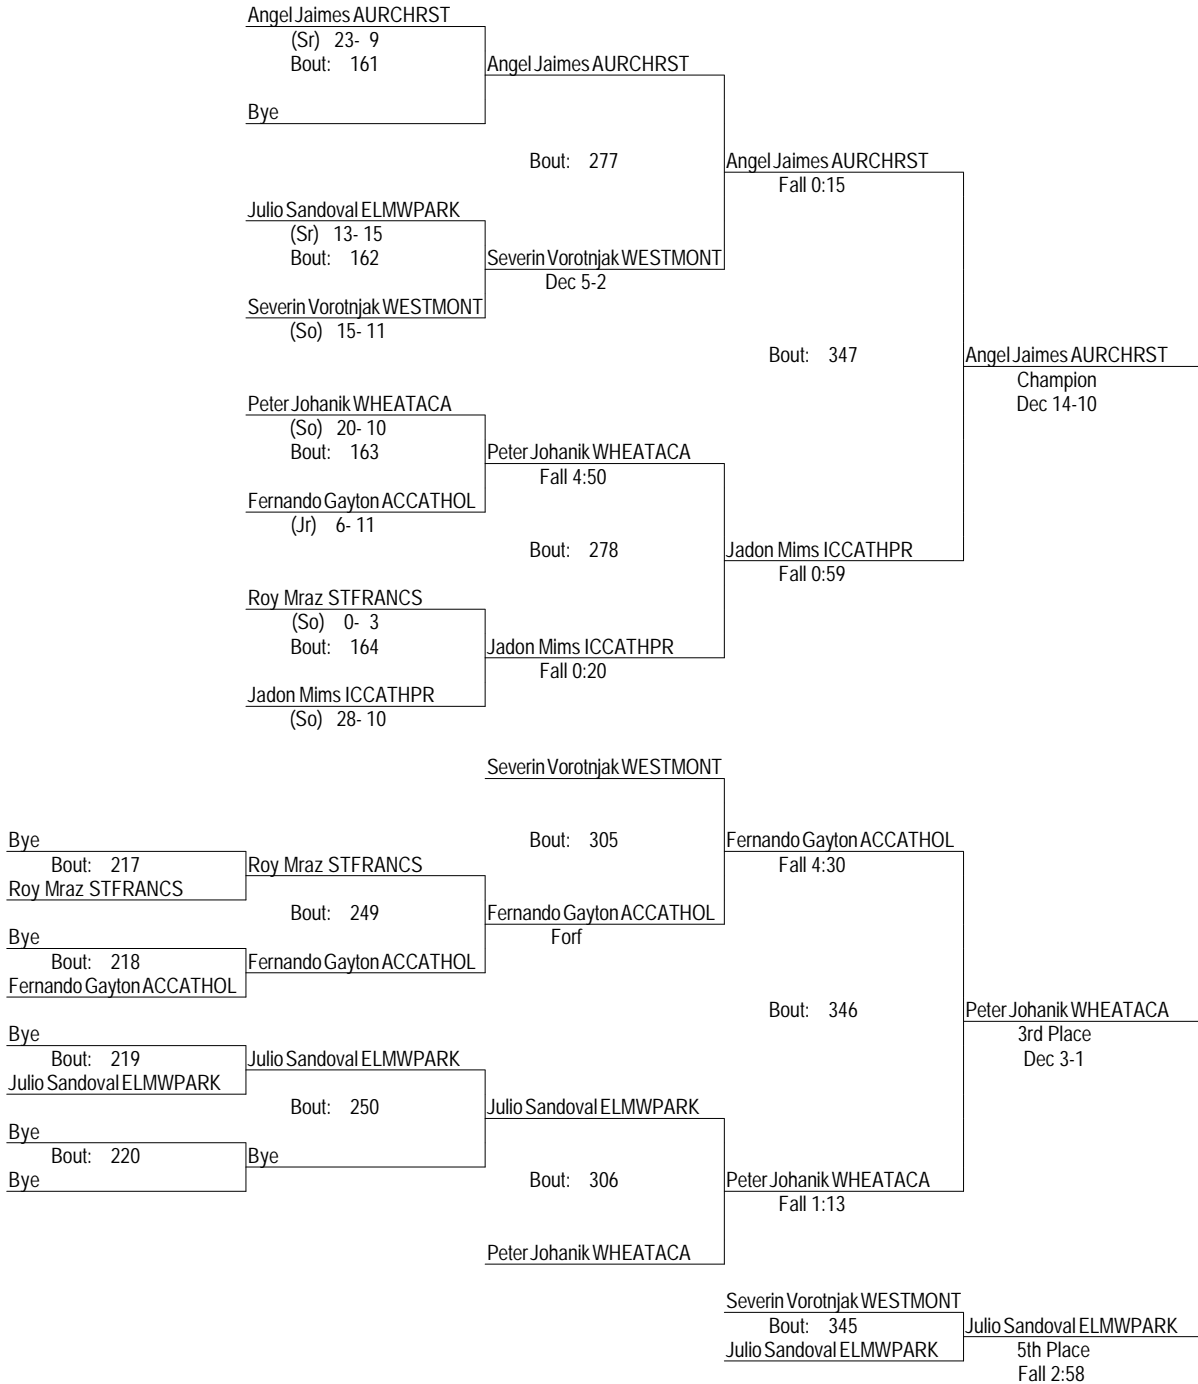 Angel Jaimes AURCHRST
(Sr) 23- 9
Bout: 161
Angel Jaimes AURCHRST
Bye
Bout: 277
Angel Jaimes AURCHRST
Fall 0:15
Julio Sandoval ELMWPARK
(Sr) 13- 15
Bout: 162
Severin Vorotnjak WESTMONT
Dec 5-2
Severin Vorotnjak WESTMONT
(So) 15- 11
Bout: 347
Angel Jaimes AURCHRST
Champion
Dec 14-10
Peter Johanik WHEATACA
(So) 20- 10
Bout: 163
Peter Johanik WHEATACA
Fall 4:50
Fernando Gayton ACCATHOL
(Jr) 6- 11
Bout: 278
Jadon Mims ICCATHPR
Fall 0:59
Roy Mraz STFRANCS
(So) 0- 3
Bout: 164
Jadon Mims ICCATHPR
Fall 0:20
Jadon Mims ICCATHPR
(So) 28- 10
Severin Vorotnjak WESTMONT
Bye
Bout: 217
Roy Mraz STFRANCS
Roy Mraz STFRANCS
Bout: 305
Fernando Gayton ACCATHOL
Fall 4:30
Bout: 249
Fernando Gayton ACCATHOL
Forf
Bye
Bout: 218
Fernando Gayton ACCATHOL
Fernando Gayton ACCATHOL
Bout: 346
Peter Johanik WHEATACA
3rd Place
Dec 3-1
Bye
Bout: 219
Julio Sandoval ELMWPARK
Julio Sandoval ELMWPARK
Bout: 250
Julio Sandoval ELMWPARK
Bye
Bout: 220
Bye
Bye
Bout: 306
Peter Johanik WHEATACA
Fall 1:13
Peter Johanik WHEATACA
Severin Vorotnjak WESTMONT
Bout: 345
Julio Sandoval ELMWPARK
Julio Sandoval ELMWPARK
5th Place
Fall 2:58